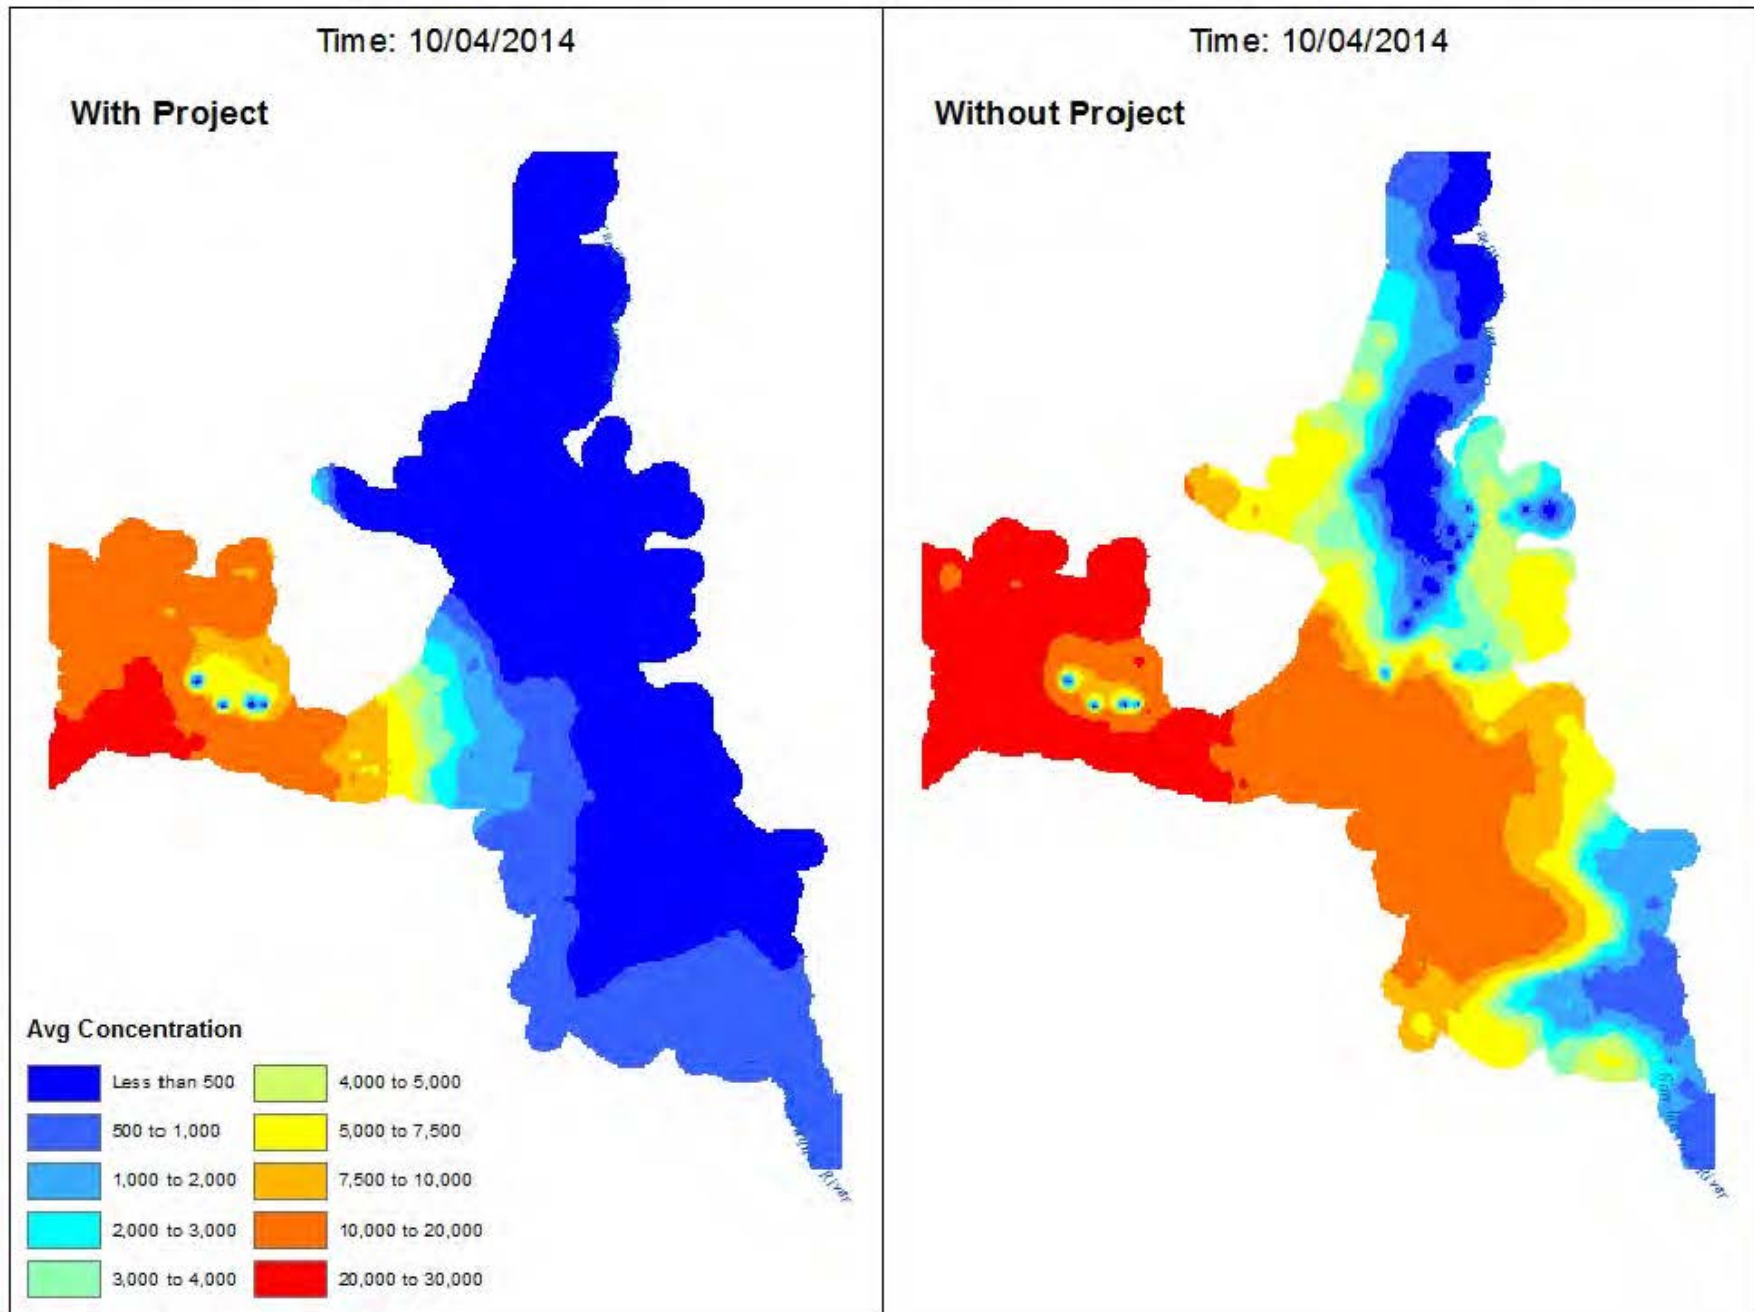 Time: 10/04/2014
With Project
Avg Concentration
Less than 500
500 to 1,000
1,000 to 2,000
2,000 to 3,000
3,000 to 4,000
4,000 to 5,000
5,000 to 7,500
7,500 to 10,000
10,000 to 20,000
20,000 to 30,000
River
Time: 10/04/2014
Without Project
River